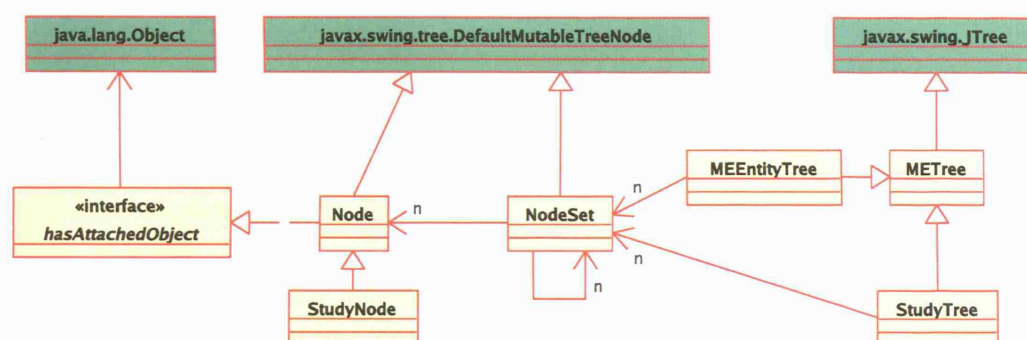 java.lang.Object
javax.swing.tree.DefaultMutableTreeNode
javax.swing.JTree
MEEntityTree
METree
«interface»
hasAttachedObject
Node
n
NodeSet
n
n
n
StudyNode
StudyTree